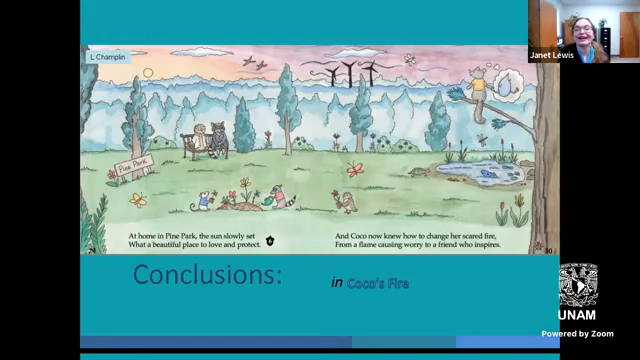 L Champlin
Janet Lewis
Pine Park
At home in Pine Park, the sun slowly set
What a beautiful place to love and protect.
And Coco now knew how to change her scared fire,
From a flame causing worry to a friend who inspires.
30
Conclusions:
in Coco's Fire
UNAM
Powered by Zoom